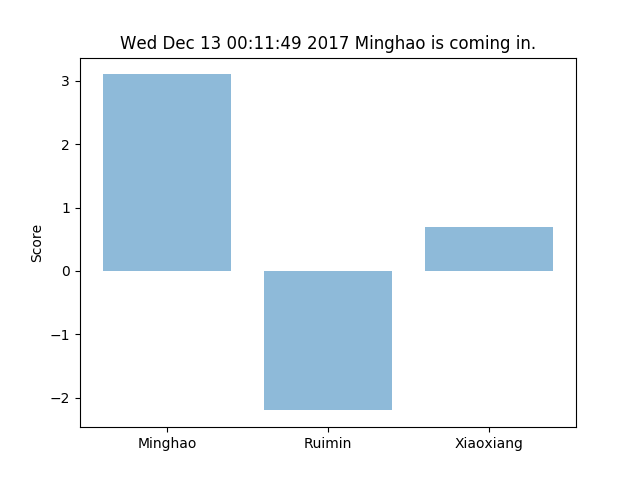 Wed Dec 13 00:11:49 2017 Minghao is coming in.
3
2
1
0
−1
−2
Score
Minghao Ruimin Xiaoxiang